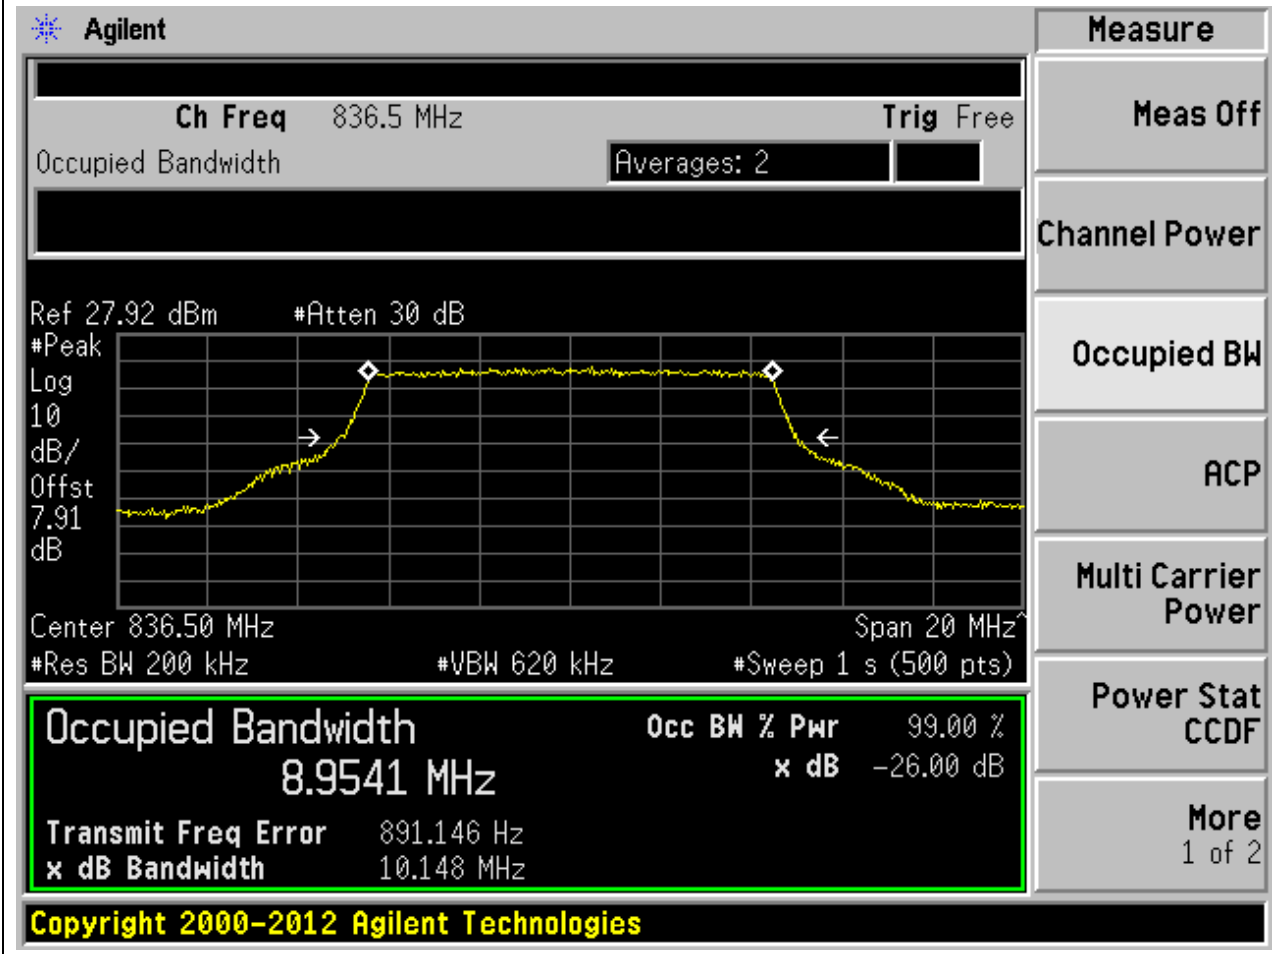 Agilent
Measure
Ch Freq 836.5 MHz Trig Free
Meas Off
Occupied Bandwidth Averages: 2
Channel Power
Ref 27.92 dBm #Atten 30 dB
#Peak
Log
10
dB/
Offst
7.91
dB
Occupied BW
ACP
Center 836.50 MHz Span 20 MHz^
#Res BW 200 kHz #VBW 620 kHz #Sweep 1 s (500 pts)
Multi Carrier
Power
Occupied Bandwidth Occ BW % Pwr 99.00 %
8.9541 MHz x dB -26.00 dB
Power Stat
CCDF
Transmit Freq Error 891.146 Hz
x dB Bandwidth 10.148 MHz
More
1 of 2
Copyright 2000-2012 Agilent Technologies